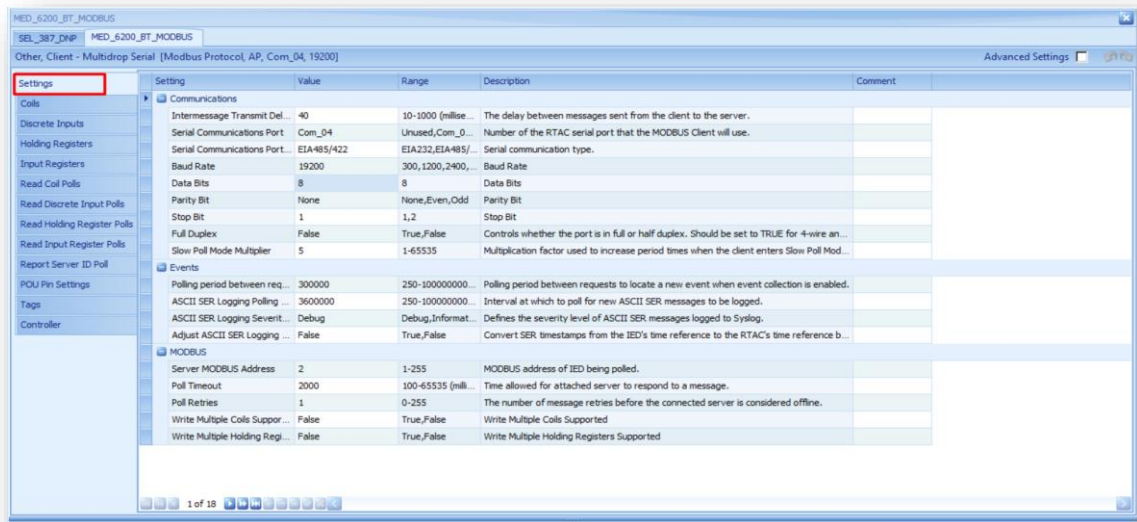 MED_6200_BT_MODBUS
SEL_387_DNP MED_6200_BT_MODBUS
Other, Client - Multidrop Serial [Modbus Protocol, AP, Com_04, 19200] Advanced Settings
Settings
Coils
Discrete Inputs
Holding Registers
Input Registers
Read Coil Polls
Read Discrete Input Polls
Read Holding Register Polls
Read Input Register Polls
Report Server ID Poll
POU Pin Settings
Tags
Controller
Setting Value Range Description Comment
Communications
Intermessage Transmit Del... 40 10-1000 (millise... The delay between messages sent from the client to the server.
Serial Communications Port Com_04 Unused,Com_0... Number of the RTAC serial port that the MODBUS Client will use.
Serial Communications Port... EIA485/422 EIA232,EIA485/... Serial communication type.
Baud Rate 19200 300,1200,2400,... Baud Rate
Data Bits 8 8 Data Bits
Parity Bit None None,Even,Odd Parity Bit
Stop Bit 1 1,2 Stop Bit
Full Duplex False True,False Controls whether the port is in full or half duplex. Should be set to TRUE for 4-wire an...
Slow Poll Mode Multiplier 5 1-65535 Multiplication factor used to increase period times when the client enters Slow Poll Mod...
Events
Polling period between req... 300000 250-100000000... Polling period between requests to locate a new event when event collection is enabled.
ASCII SER Logging Polling ... 3600000 250-100000000... Interval at which to poll for new ASCII SER messages to be logged.
ASCII SER Logging Severit... Debug Debug,Informat... Defines the severity level of ASCII SER messages logged to Syslog.
Adjust ASCII SER Logging ... False True,False Convert SER timestamps from the IED's time reference to the RTAC's time reference b...
MODBUS
Server MODBUS Address 2 1-255 MODBUS address of IED being polled.
Poll Timeout 2000 100-65535 (milli... Time allowed for attached server to respond to a message.
Poll Retries 1 0-255 The number of message retries before the connected server is considered offline.
Write Multiple Coils Suppor... False True,False Write Multiple Coils Supported
Write Multiple Holding Regi... False True,False Write Multiple Holding Registers Supported
1 of 18